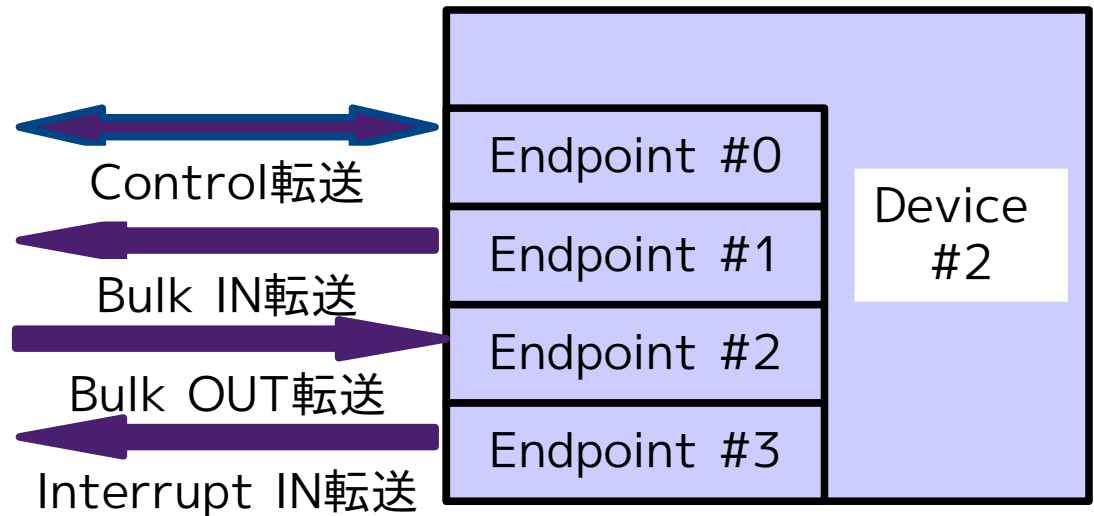 Endpoint #0
Control転送
Endpoint #1
Bulk IN転送
Endpoint #2
Bulk OUT転送
Endpoint #3
Interrupt IN転送
Device
#2